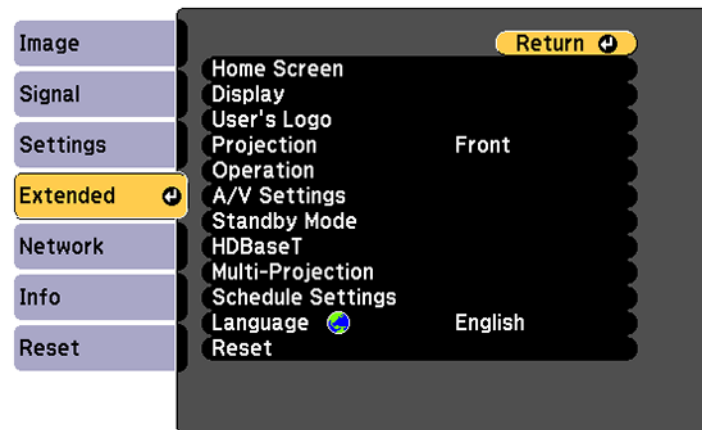 Image
Signal
Settings
Extended
Network
Info
Reset
Return
Home Screen
Display
User's Logo
Projection Front
Operation
A/V Settings
Standby Mode
HDBaseT
Multi-Projection
Schedule Settings
Language English
Reset